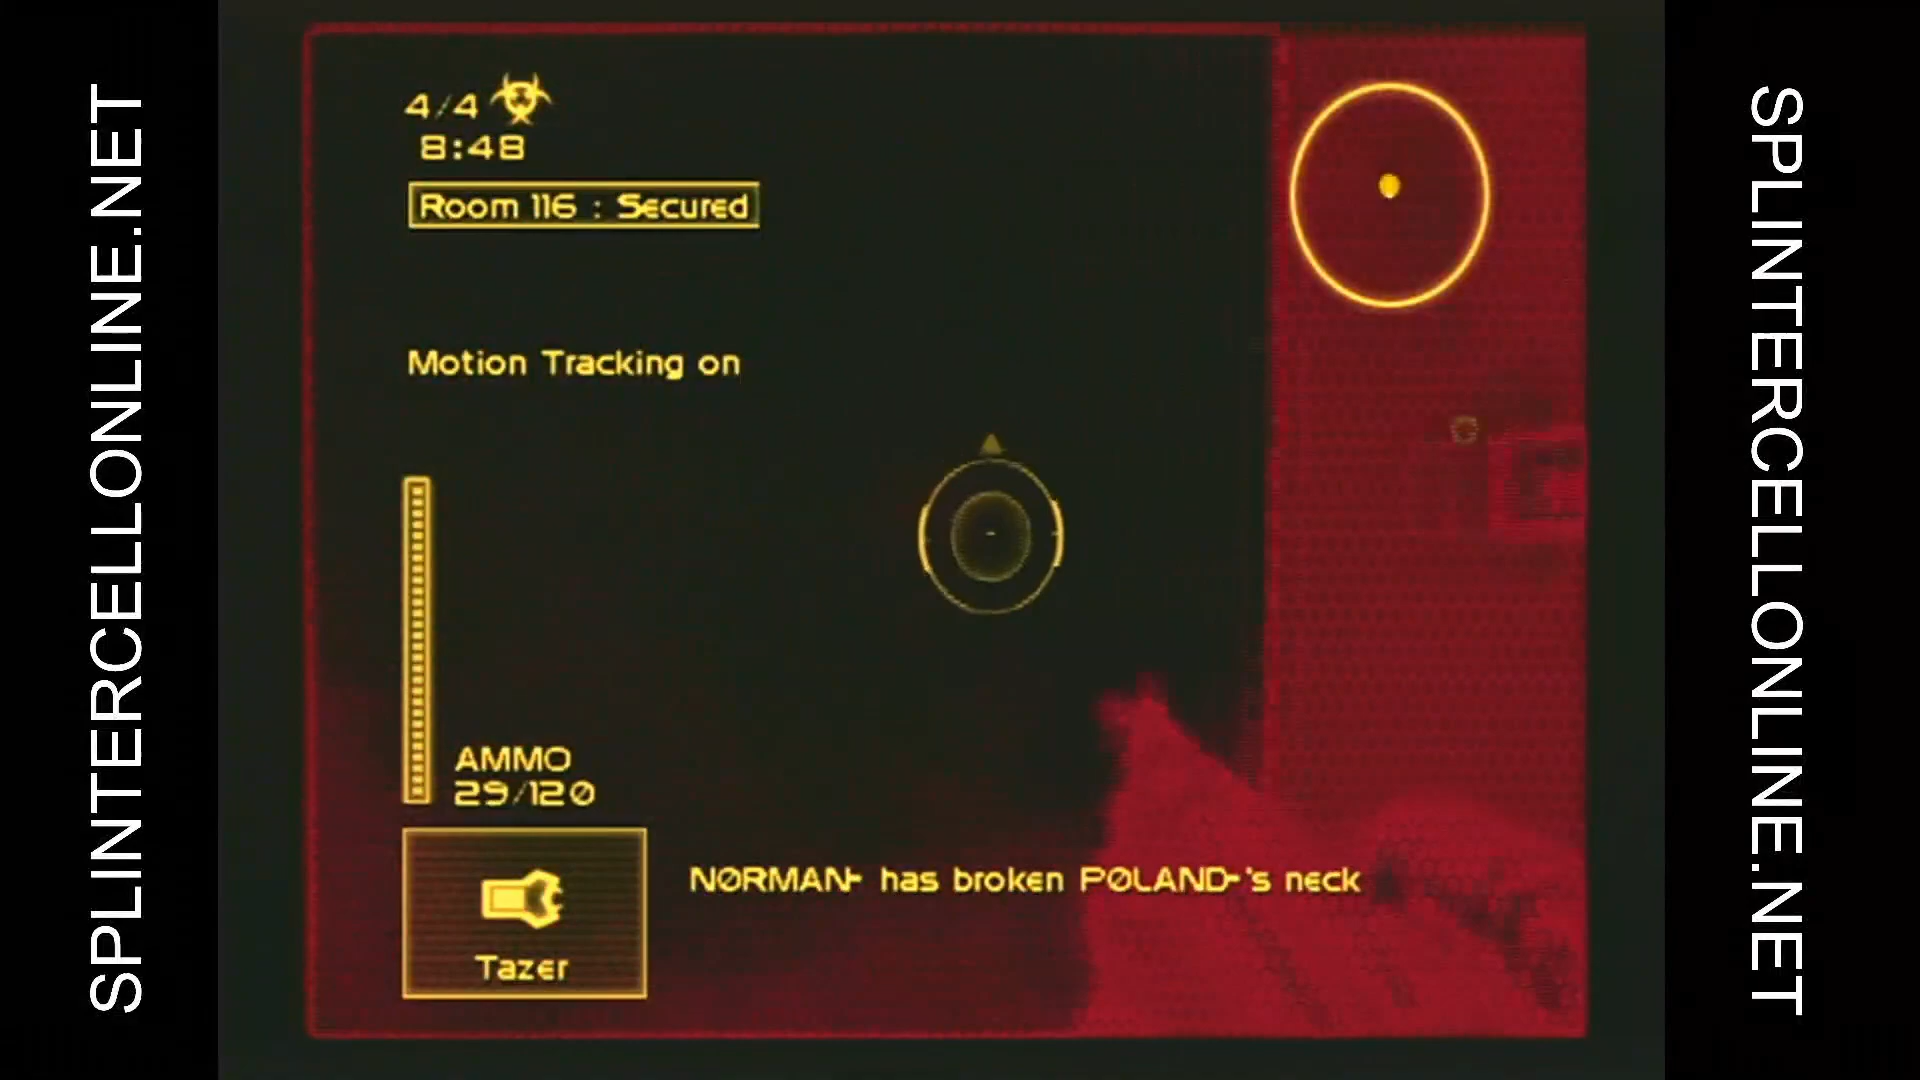 SPLINTERCELLONLINE.NET
4/4
8:48
Room 116 : Secured
Motion Tracking on
AMMO
29/120
NØRMAN- has broken PØLAND-'s neck
Tazer
SPLINTERCELLONLINE.NET